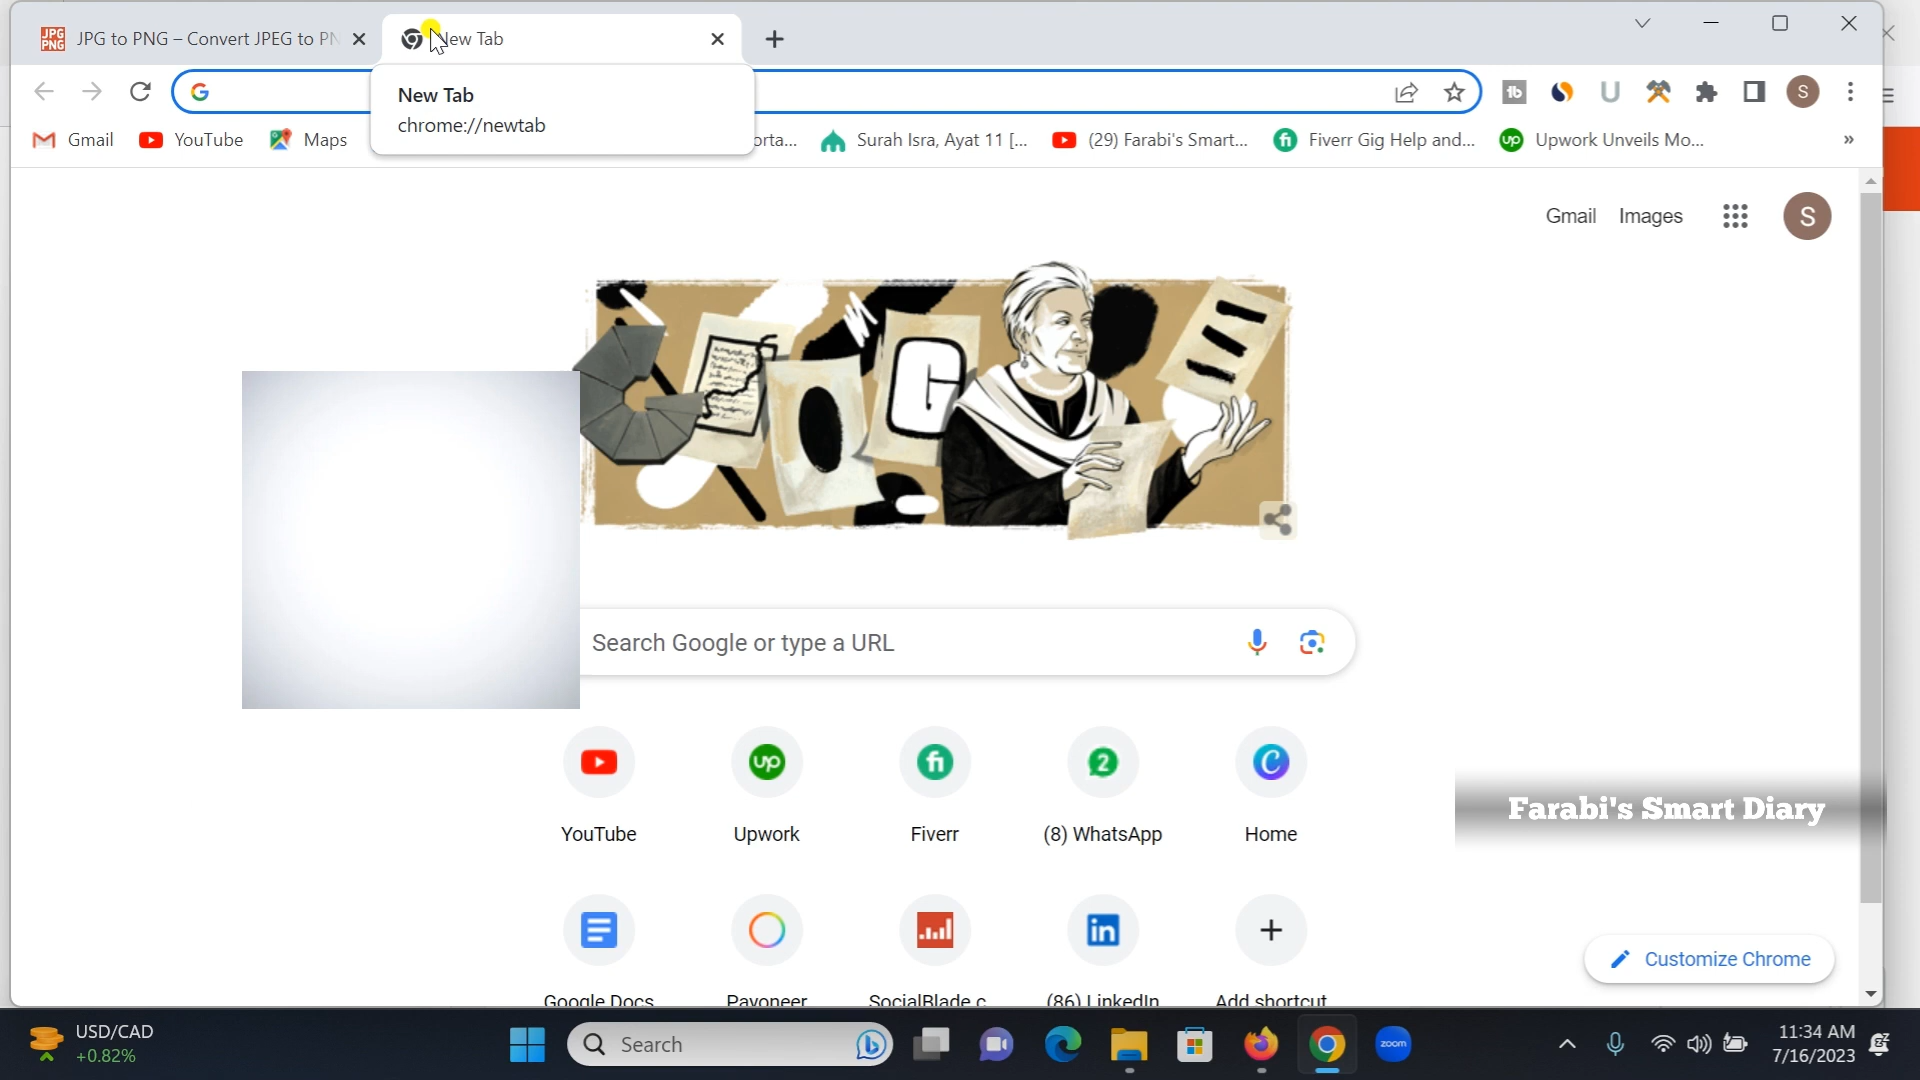 JPG to PNG – Convert JPEG to PN
New Tab
New Tab
chrome://newtab
Gmail
YouTube
Maps
orta...
Surah Isra, Ayat 11 [...
(29) Farabi's Smart...
Fiverr Gig Help and...
Upwork Unveils Mo...
Gmail
Images
S
S
Search Google or type a URL
YouTube
Upwork
Fiverr
(8) WhatsApp
Home
Farabi's Smart Diary
Google Docs
Payoneer
SocialBlade.c
(86) LinkedIn
Add shortcut
Customize Chrome
USD/CAD
+0.82%
Search
zoom
11:34 AM
7/16/2023